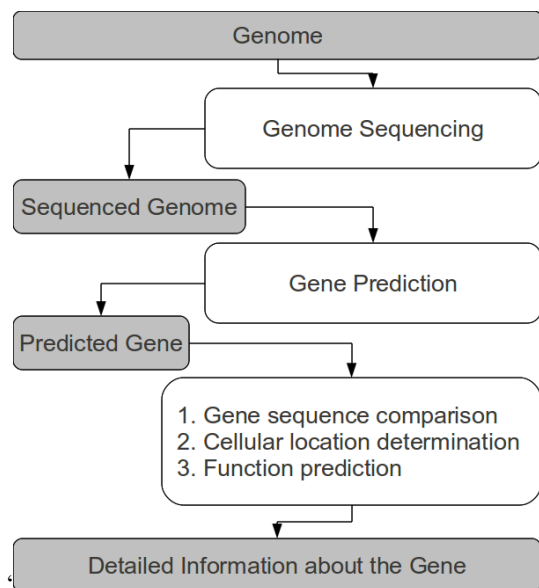 Genome
Genome Sequencing
Sequenced Genome
Gene Prediction
Predicted Gene
1. Gene sequence comparison
2. Cellular location determination
3. Function prediction
‘ Detailed Information about the Gene